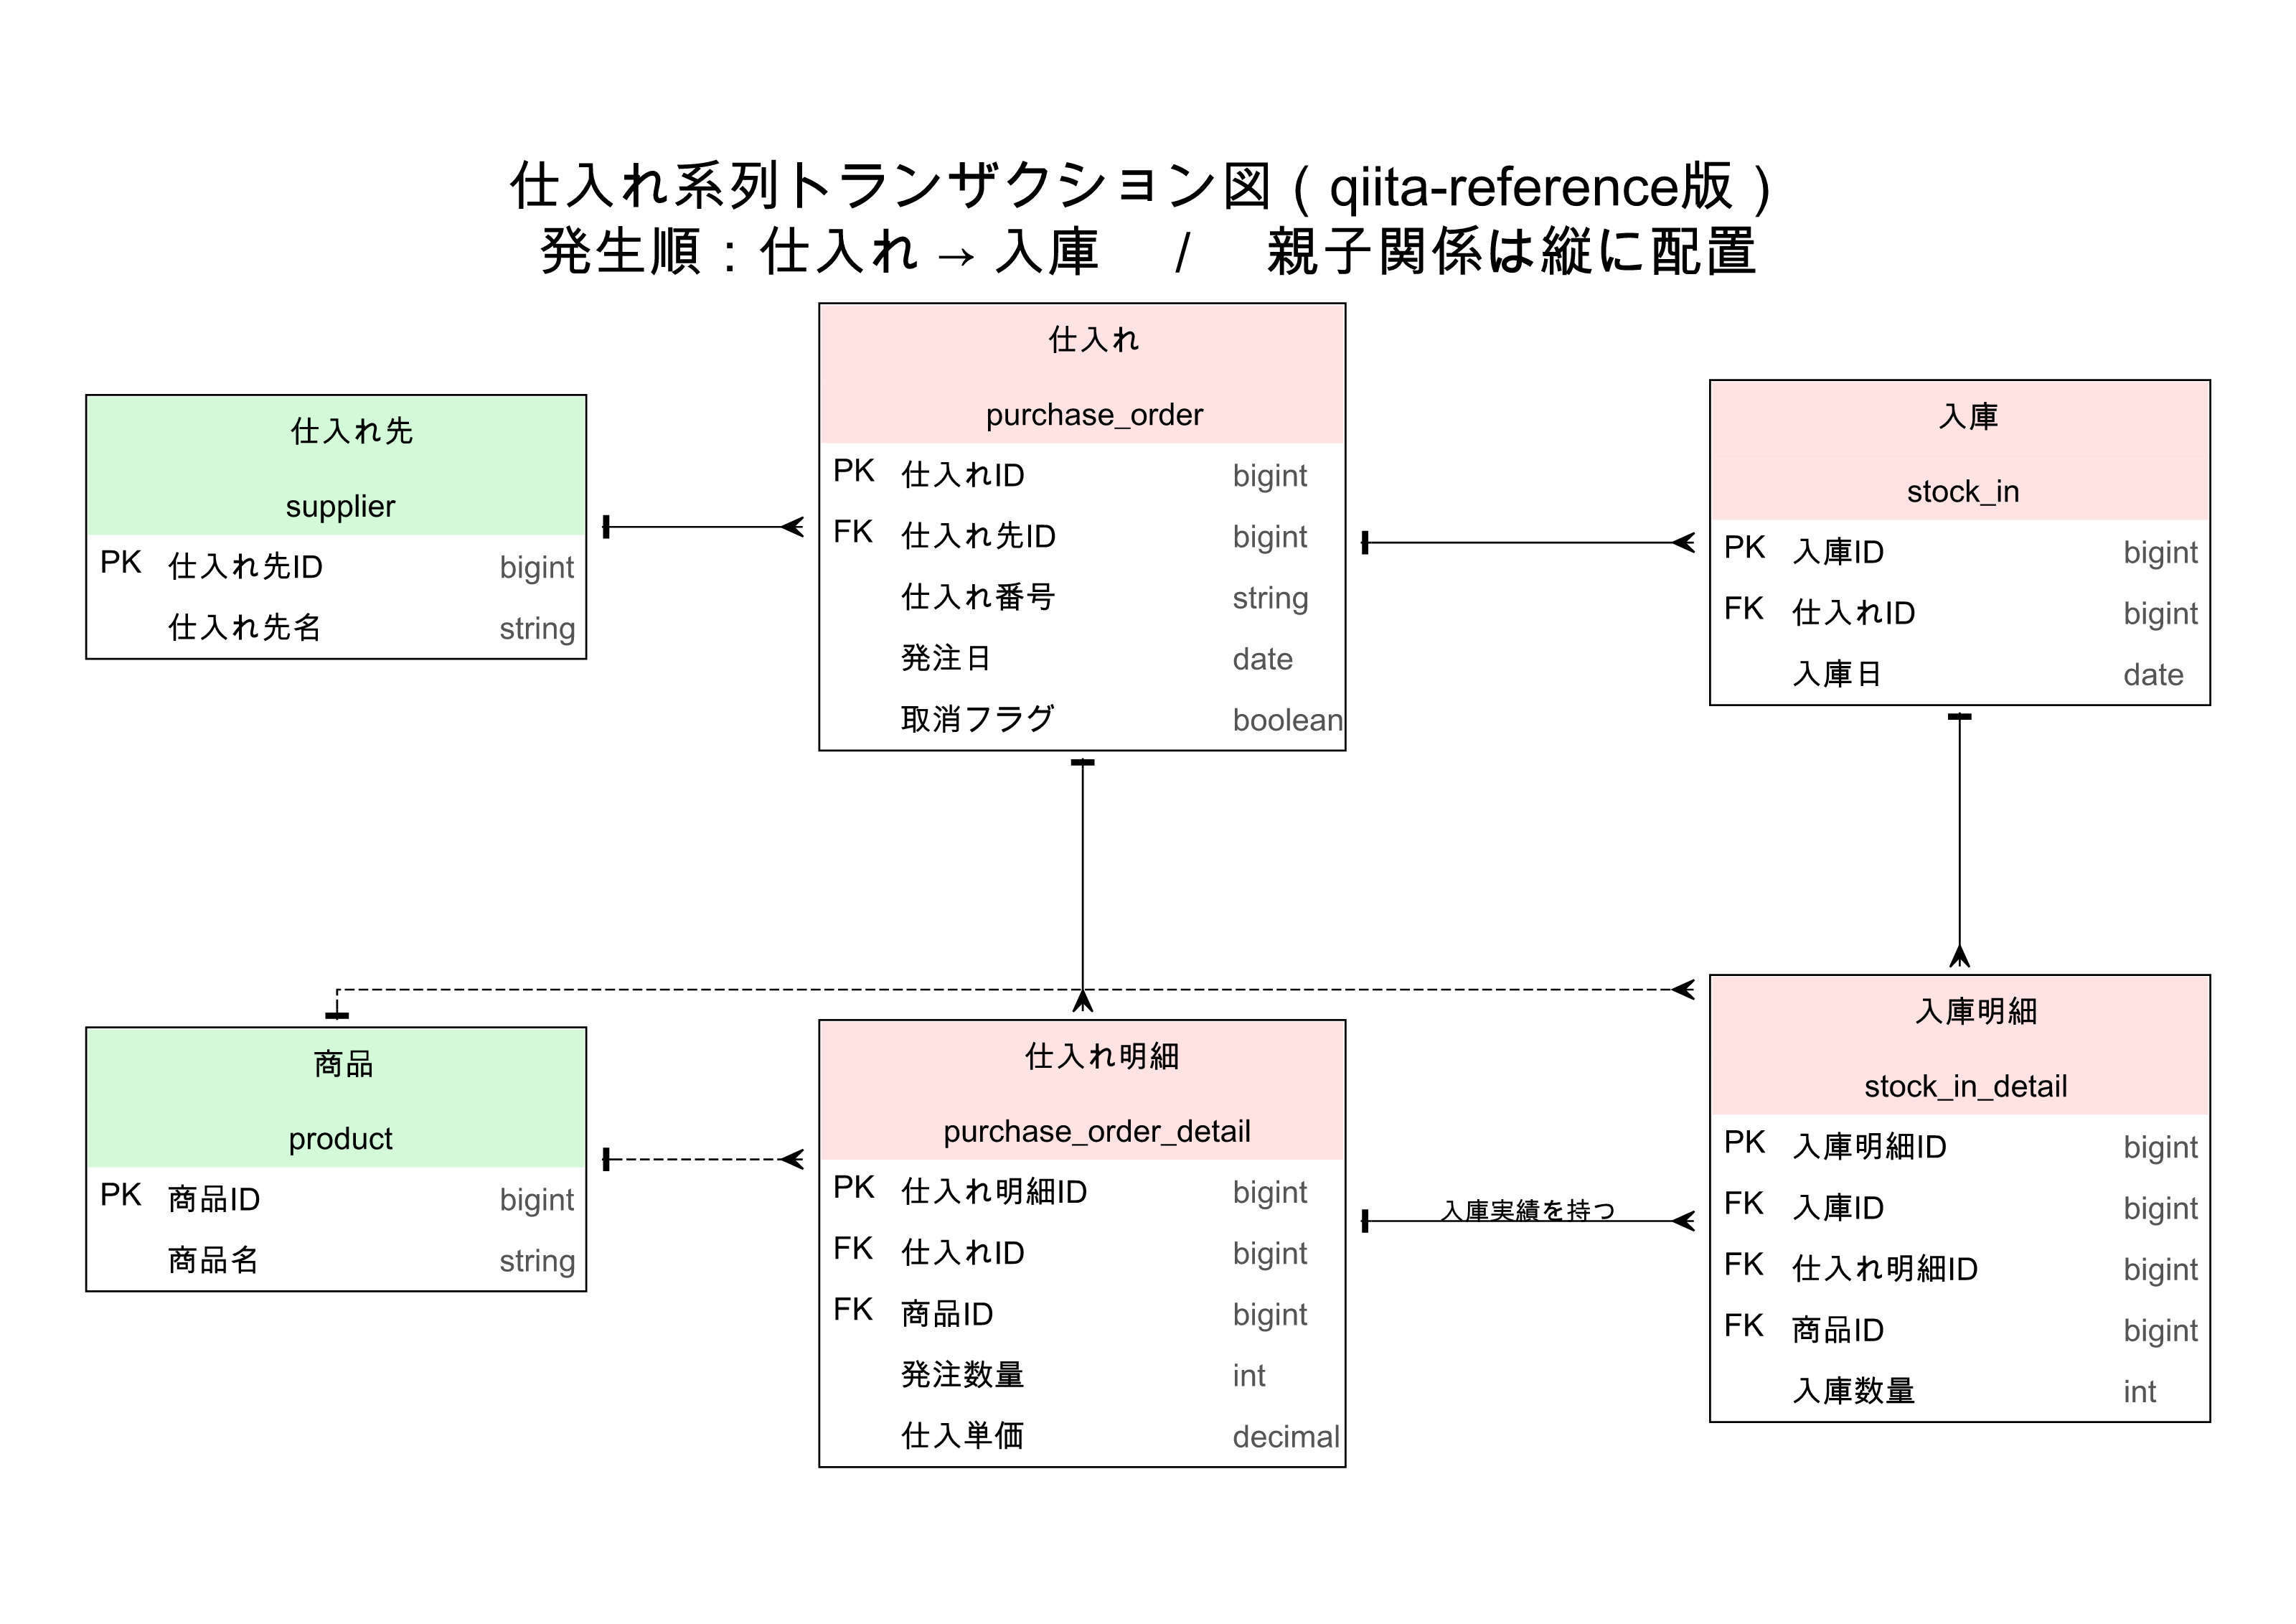 仕入れ系列トランザクション図（qiita-reference版）
発生順：仕入れ → 入庫　/　親子関係は縦に配置
仕入れ先
supplier
PK 仕入れ先ID bigint
仕入れ先名 string
仕入れ
purchase_order
PK 仕入れID bigint
FK 仕入れ先ID bigint
仕入れ番号 string
発注日 date
取消フラグ boolean
入庫
stock_in
PK 入庫ID bigint
FK 仕入れID bigint
入庫日 date
商品
product
PK 商品ID bigint
商品名 string
仕入れ明細
purchase_order_detail
PK 仕入れ明細ID bigint
FK 仕入れID bigint
FK 商品ID bigint
発注数量 int
仕入単価 decimal
入庫実績を持つ
入庫明細
stock_in_detail
PK 入庫明細ID bigint
FK 入庫ID bigint
FK 仕入れ明細ID bigint
FK 商品ID bigint
入庫数量 int